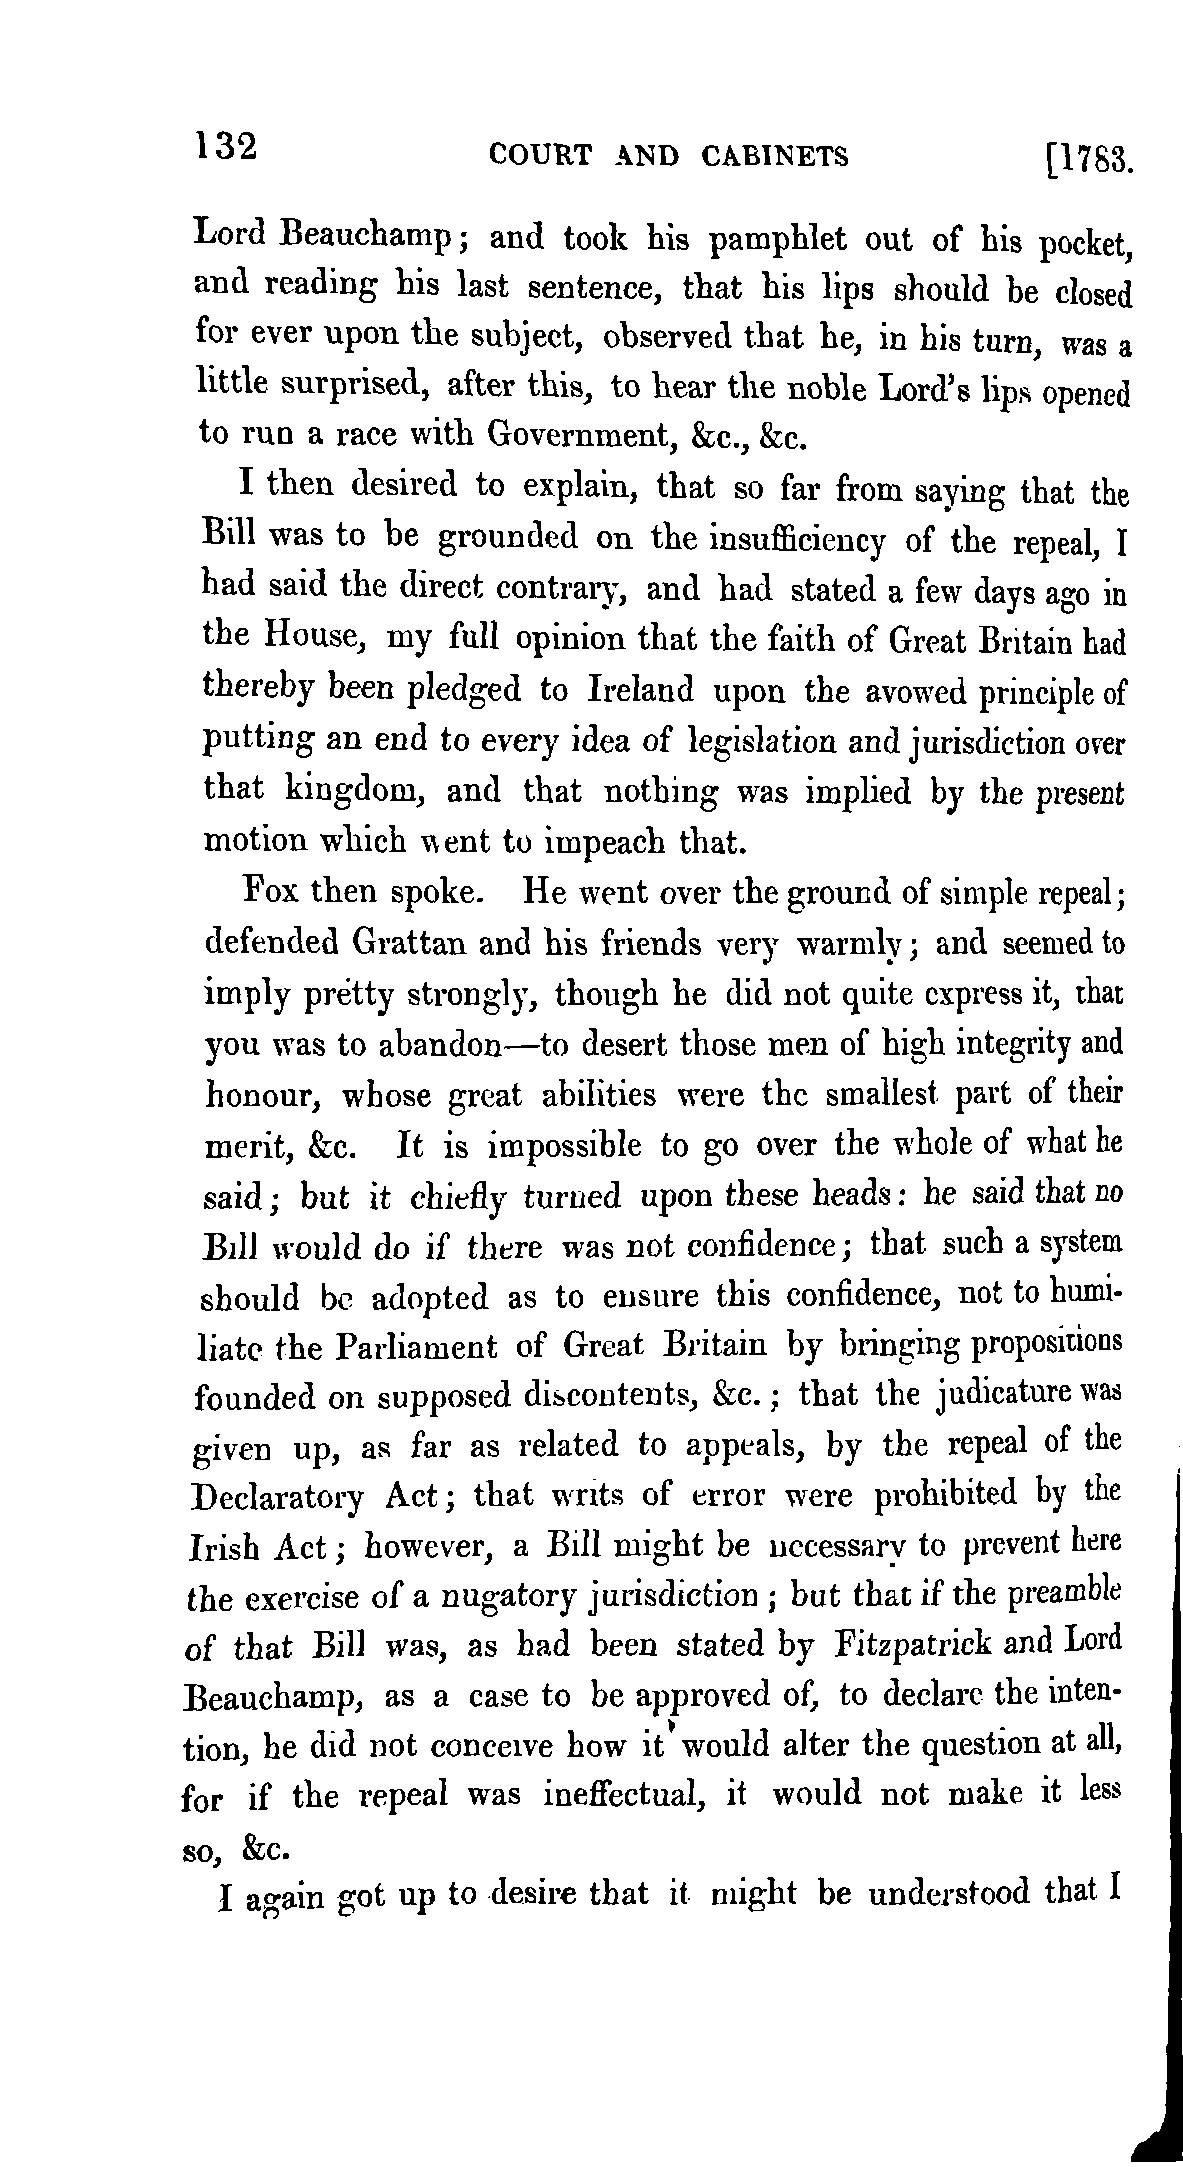 132 COURT AND CABINETS [1783.
Lord Beauchamp; and took his pamphlet out of his pocket,
and reading his last sentence, that his lips should be closed
for ever upon the subject, observed that he, in his turn, was a
little surprised, after this, to hear the noble Lord's lips opened
to run a race with Government, &c., &c.
I then desired to explain, that so far from saying that the
Bill was to be grounded on the insufficiency of the repeal, I
had said the direct contrary, and had stated a few days ago in
the House, my full opinion that the faith of Great Britain had
thereby been pledged to Ireland upon the avowed principle of
putting an end to every idea of legislation and jurisdiction over
that kingdom, and that nothing was implied by the present
motion which went to impeach that.
Fox then spoke. He went over the ground of simple repeal;
defended Grattan and his friends very warmly; and seemed to
imply pretty strongly, though he did not quite express it, that
you was to abandon—to desert those men of high integrity and
honour, whose great abilities were the smallest part of their
merit, &c. It is impossible to go over the whole of what he
said; but it chiefly turned upon these heads: he said that no
Bill would do if there was not confidence; that such a system
should be adopted as to ensure this confidence, not to humi-
liate the Parliament of Great Britain by bringing propositions
founded on supposed discontents, &c.; that the judicature was
given up, as far as related to appeals, by the repeal of the
Declaratory Act; that writs of error were prohibited by the
Irish Act; however, a Bill might be necessary to prevent here
the exercise of a nugatory jurisdiction; but that if the preamble
of that Bill was, as had been stated by Fitzpatrick and Lord
Beauchamp, as a case to be approved of, to declare the inten-
tion, he did not conceive how it would alter the question at all,
for if the repeal was ineffectual, it would not make it less
so, &c.
I again got up to desire that it might be understood that I